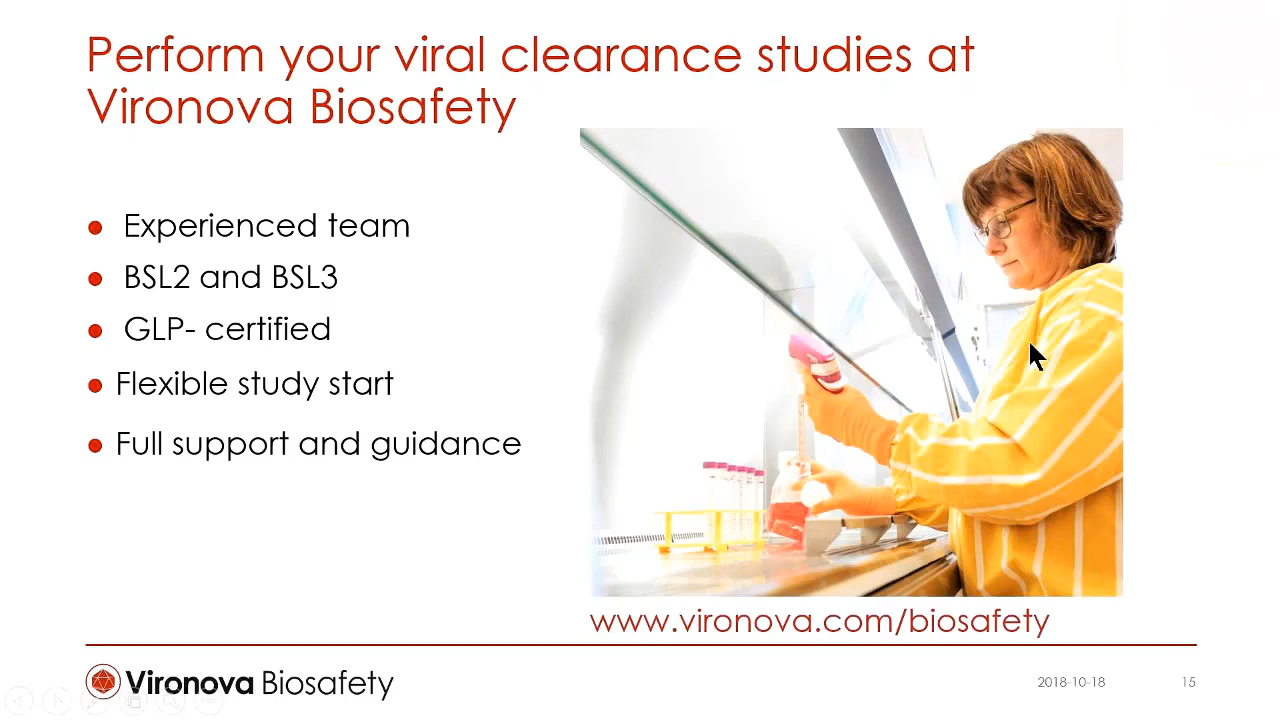 Perform your viral clearance studies at
Vironova Biosafety
Experienced team
BSL2 and BSL3
GLP- certified
Flexible study start
Full support and guidance
www.vironova.com/biosafety
Vironova Biosafety
2018-10-18
15